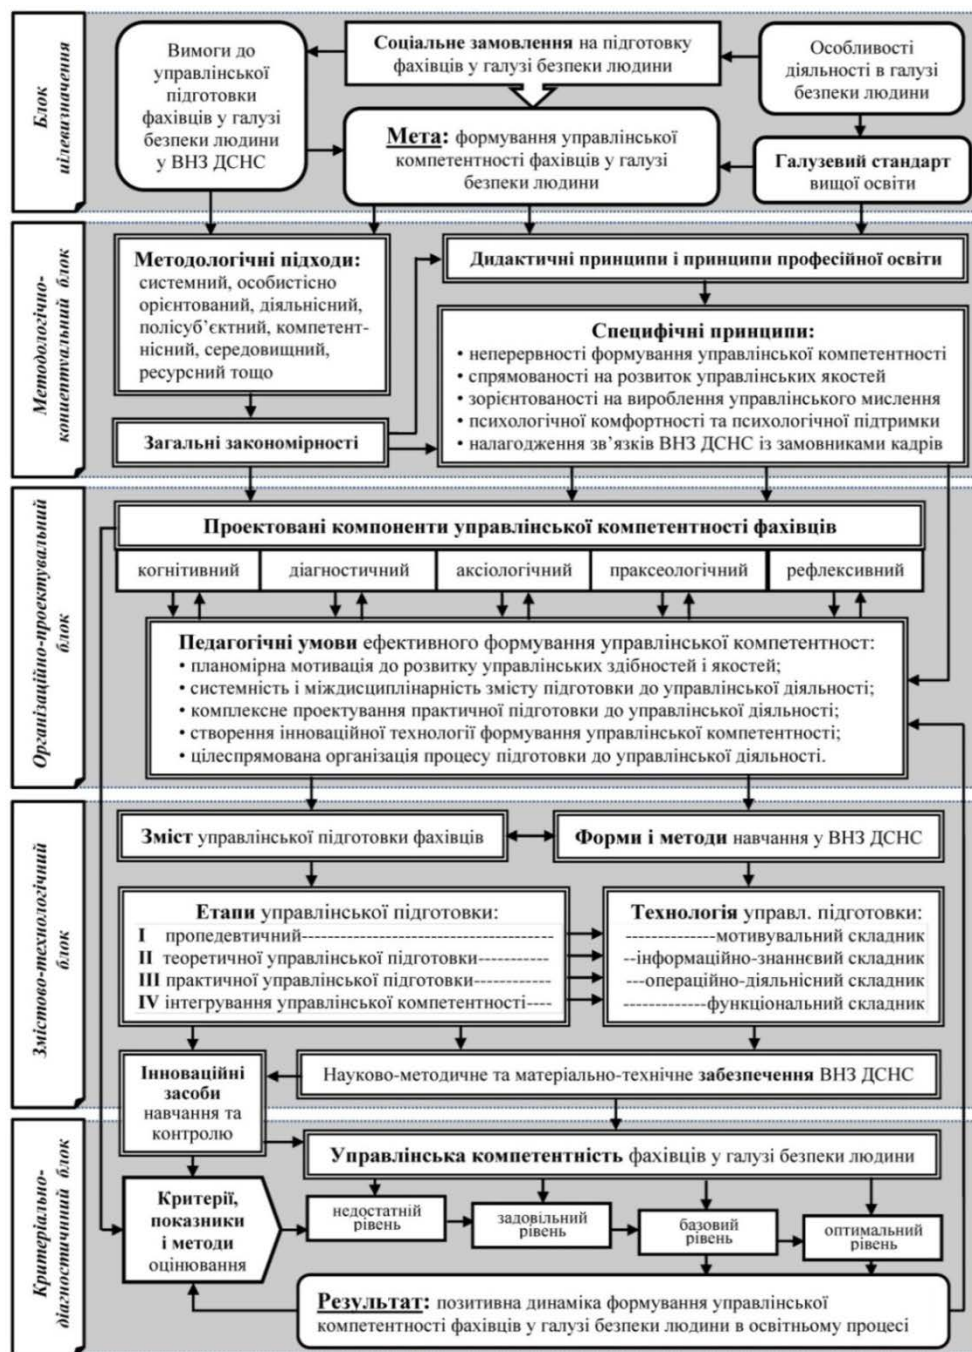 Блок
цілевизначення
Вимоги до
управлінської
підготовки
фахівців у галузі
безпеки людини
у ВНЗ ДСНС
Соціальне замовлення на підготовку
фахівців у галузі безпеки людини
Особливості
діяльності в галузі
безпеки людини
Мета: формування управлінської
компетентності фахівців у галузі
безпеки людини
Галузевий стандарт
вищої освіти
Методологічно-
концептуальний блок
Методологічні підходи:
системний, особистісно
орієнтований, діяльнісний,
полісуб’єктний, компетент-
нісний, середовищний,
ресурсний тощо
Загальні закономірності
Дидактичні принципи і принципи професійної освіти
Специфічні принципи:
• неперервності формування управлінської компетентності
• спрямованості на розвиток управлінських якостей
• зорієнтованості на вироблення управлінського мислення
• психологічної комфортності та психологічної підтримки
• налагодження зв’язків ВНЗ ДСНС із замовниками кадрів
Організаційно-проектувальний
блок
Проектовані компоненти управлінської компетентності фахівців
когнітивний
діагностичний
аксіологічний
праксеологічний
рефлексивний
Педагогічні умови ефективного формування управлінської компетентност:
• планомірна мотивація до розвитку управлінських здібностей і якостей;
• системність і міждисциплінарність змісту підготовки до управлінської діяльності;
• комплексне проектування практичної підготовки до управлінської діяльності;
• створення інноваційної технології формування управлінської компетентності;
• цілеспрямована організація процесу підготовки до управлінської діяльності.
Змістово-технологічний
блок
Зміст управлінської підготовки фахівців
Форми і методи навчання у ВНЗ ДСНС
Етапи управлінської підготовки:
I пропедевтичний
II теоретичної управлінської підготовки
III практичної управлінської підготовки
IV інтегрування управлінської компетентності
Технологія управл. підготовки:
мотивувальний складник
інформаційно-знаннєвий складник
операційно-діяльнісний складник
функціональний складник
Інноваційні
засоби
навчання та
контролю
Науково-методичне та матеріально-технічне забезпечення ВНЗ ДСНС
Критеріально-
діагностичний блок
Управлінська компетентність фахівців у галузі безпеки людини
Критерії,
показники
і методи
оцінювання
недостатній
рівень
задовільний
рівень
базовий
рівень
оптимальний
рівень
Результат: позитивна динаміка формування управлінської
компетентності фахівців у галузі безпеки людини в освітньому процесі